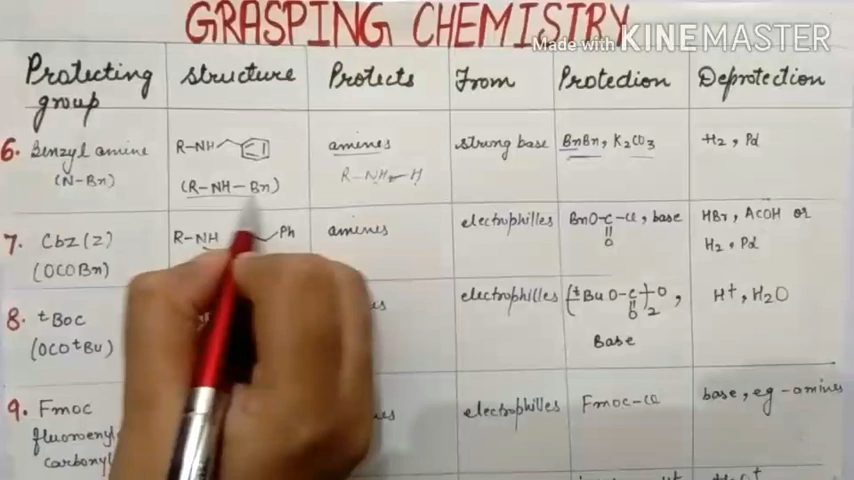 GRASPING CHEMISTRY
Made with KINEMASTER
Protecting group
structure
Protects
From
Protection
Deprotection
6. Benzyl amine
(N-Bn)
R-NH
(R-NH-Bn)
amines
R-NH-H
strong base
BnBn, K2CO3
H2, Pd
7. Cbz(Z)
(OCOBn)
R-NH
Ph
amines
electrophilles
BnO-C-Cl, base
O
HBr, AcOH or
H2, Pd
8. tBoc
(OCOtBu)
electrophilles
(tBuO-C)2O,
O
Base
H+, H2O
9. Fmoc
fluoroenyl
carbonyl
electrophilles
Fmoc-Cl
base, eg-amines